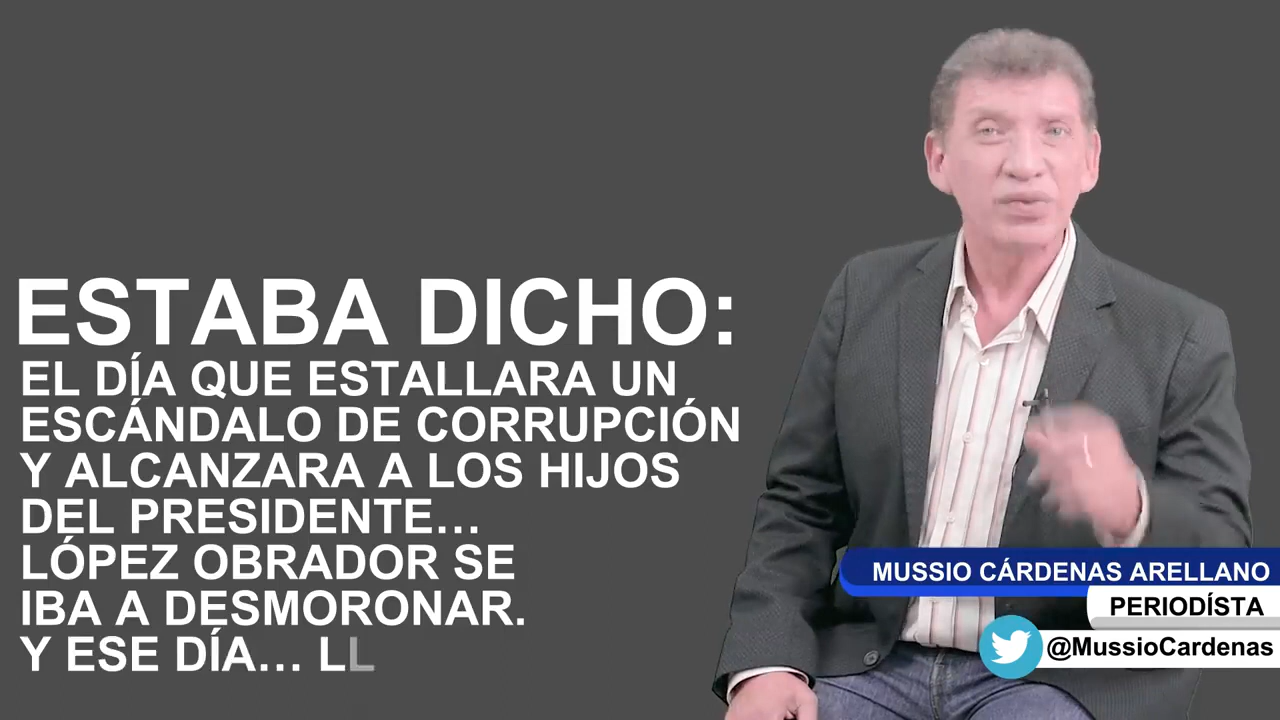 ESTABA DICHO:
EL DÍA QUE ESTALLARA UN
ESCÁNDALO DE CORRUPCIÓN
Y ALCANZARA A LOS HIJOS
DEL PRESIDENTE...
LÓPEZ OBRADOR SE
IBA A DESMORONAR.
Y ESE DÍA... LL
MUSSIO CÁRDENAS ARELLANO
PERIODÍSTA
@MussioCardenas